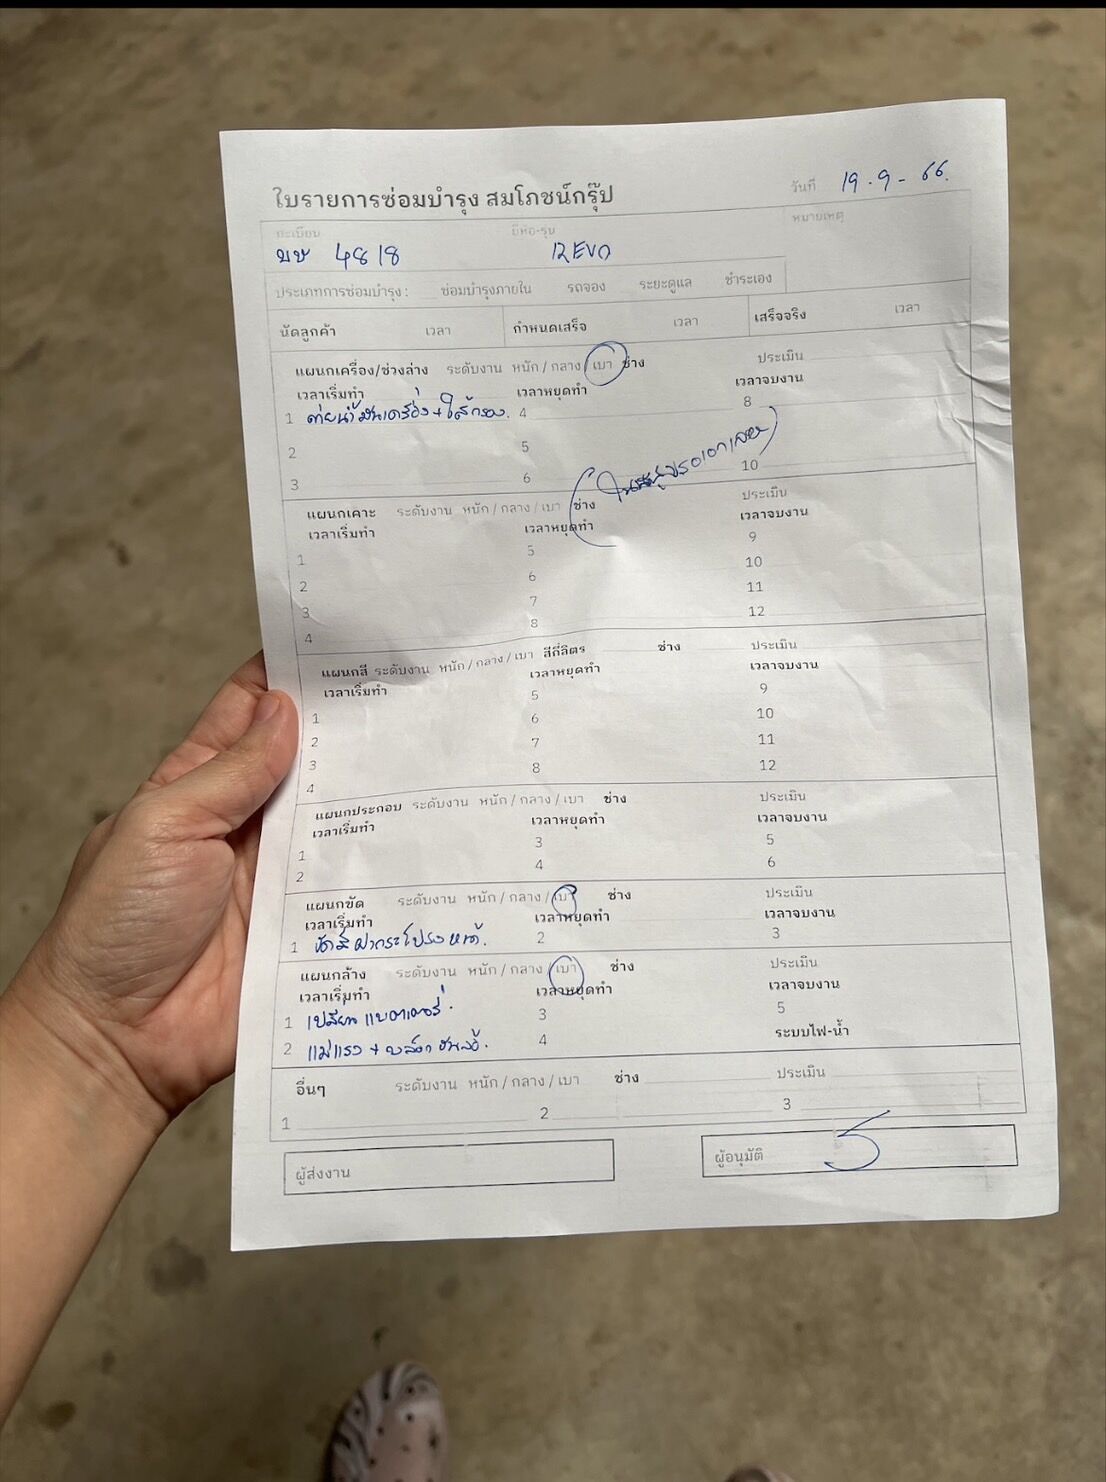 ใบรายการซ่อมบำรุง สมโภชน์กรุ๊ป
วันที่ 19-9-66.
ทะเบียน ยี่ห้อ-รุ่น หมายเหตุ
บษ 4818 REVO
ประเภทการซ่อมบำรุง : ซ่อมบำรุงภายใน รถจอง ระยะดูแล ชำระเอง
นัดลูกค้า เวลา กำหนดเสร็จ เวลา เสร็จจริง เวลา
แผนกเครื่อง/ช่วงล่าง ระดับงาน หนัก / กลาง / เบา ช่าง ประเมิน
เวลาเริ่มทำ เวลาหยุดทำ เวลาจบงาน
1 ถ่ายน้ำมันเครื่อง + ไส้กรอง. 4 8
2 5
3 6 10
แผนกเคาะ ระดับงาน หนัก / กลาง / เบา ช่าง ประเมิน
เวลาเริ่มทำ เวลาหยุดทำ เวลาจบงาน
1 5 9
2 6 10
3 7 11
4 8 12
แผนกสี ระดับงาน หนัก / กลาง / เบา สีกี่ลิตร ช่าง ประเมิน
เวลาเริ่มทำ เวลาหยุดทำ เวลาจบงาน
1 5 9
2 6 10
3 7 11
4 8 12
แผนกประกอบ ระดับงาน หนัก / กลาง / เบา ช่าง ประเมิน
เวลาเริ่มทำ เวลาหยุดทำ เวลาจบงาน
1 3 5
2 4 6
แผนกขัด ระดับงาน หนัก / กลาง / เบา ช่าง ประเมิน
เวลาเริ่มทำ เวลาหยุดทำ เวลาจบงาน
1 ขัดสีฝากระโปรงหน้า. 2 3
แผนกล้าง ระดับงาน หนัก / กลาง / เบา ช่าง ประเมิน
เวลาเริ่มทำ เวลาหยุดทำ เวลาจบงาน
1 เปลี่ยนแบตเตอรี่. 3 5
2 แม่แรง + บล็อก 4 ระบบไฟ-น้ำ
อื่นๆ ระดับงาน หนัก / กลาง / เบา ช่าง ประเมิน
1 2 3
ผู้ส่งงาน ผู้อนุมัติ